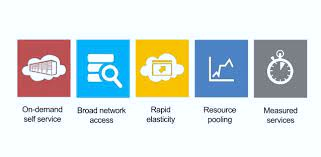 On-demand
self service
Broad network
access
Rapid
elasticity
Resource
pooling
Measured
services